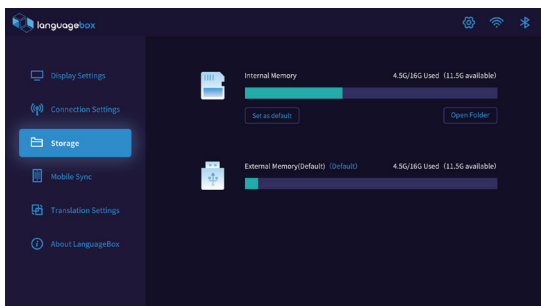 languagebox
Display Settings
Connection Settings
Storage
Mobile Sync
Translation Settings
About LanguageBox
Internal Memory 4.5G/16G Used (11.5G available)
Set as default Open Folder
External Memory(Default) (Default) 4.5G/16G Used (11.5G available)